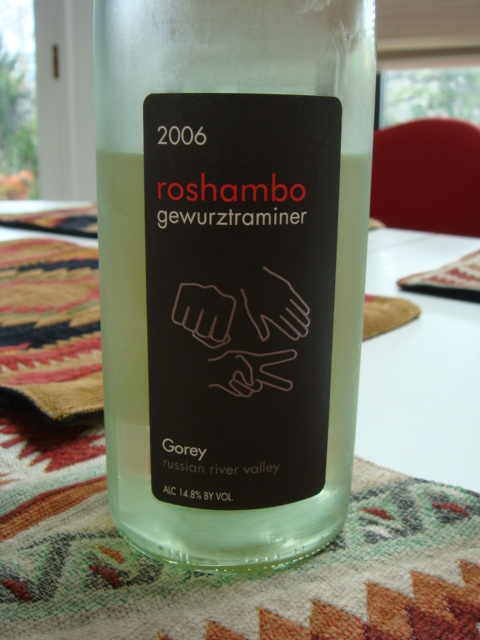 2006
roshambo
gewurztraminer
Gorey
russian river valley
ALC 14.8% BY VOL.